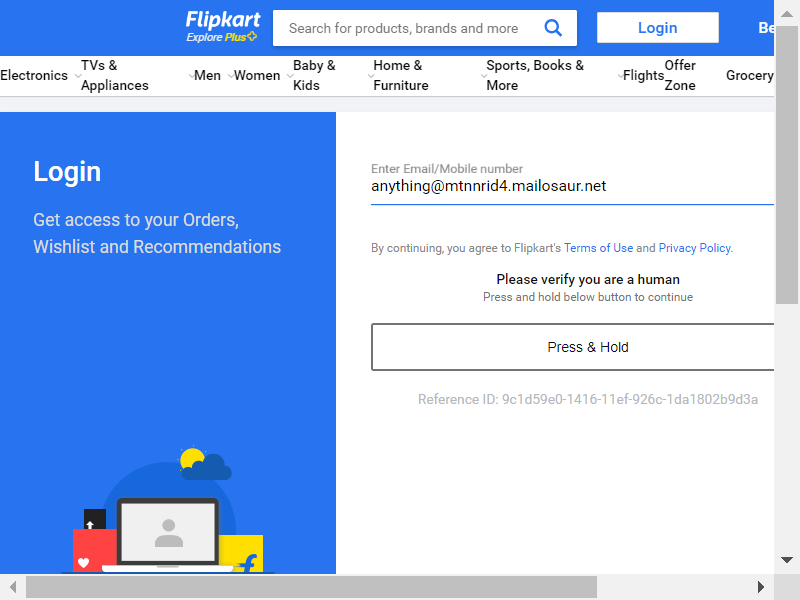 Flipkart
Explore Plus
Search for products, brands and more
Login
Be
Electronics
TVs & Appliances
Men
Women
Baby & Kids
Home & Furniture
Sports, Books & More
Flights
Offer Zone
Grocery
Login
Get access to your Orders,
Wishlist and Recommendations
Enter Email/Mobile number
anything@mtnnrid4.mailosaur.net
By continuing, you agree to Flipkart's Terms of Use and Privacy Policy.
Please verify you are a human
Press and hold below button to continue
Press & Hold
Reference ID: 9c1d59e0-1416-11ef-926c-1da1802b9d3a